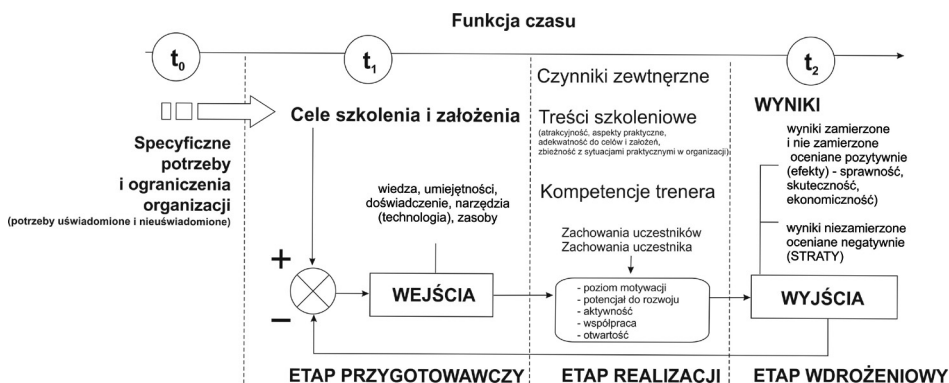 Funkcja czasu
t0
t1
t2
Specyficzne
potrzeby
i ograniczenia
organizacji
(potrzeby uświadomione i nieuświadomione)
Cele szkolenia i założenia
wiedza, umiejętności,
doświadczenie, narzędzia
(technologia), zasoby
+
−
WEJŚCIA
ETAP PRZYGOTOWAWCZY
Czynniki zewtnęrzne
Treści szkoleniowe
(atrakcyjność, aspekty praktyczne,
adekwatność do celów i założeń,
zbieżność z sytuacjami praktycznymi w organizacji)
Kompetencje trenera
Zachowania uczestników
Zachowania uczestnika
- poziom motywacji
- potencjał do rozwoju
- aktywność
- współpraca
- otwartość
ETAP REALIZACJI
WYNIKI
wyniki zamierzone
i nie zamierzone
oceniane pozytywnie
(efekty) - sprawność,
skuteczność,
ekonomiczność)
wyniki niezamierzone
oceniane negatywnie
(STRATY)
WYJŚCIA
ETAP WDROŻENIOWY